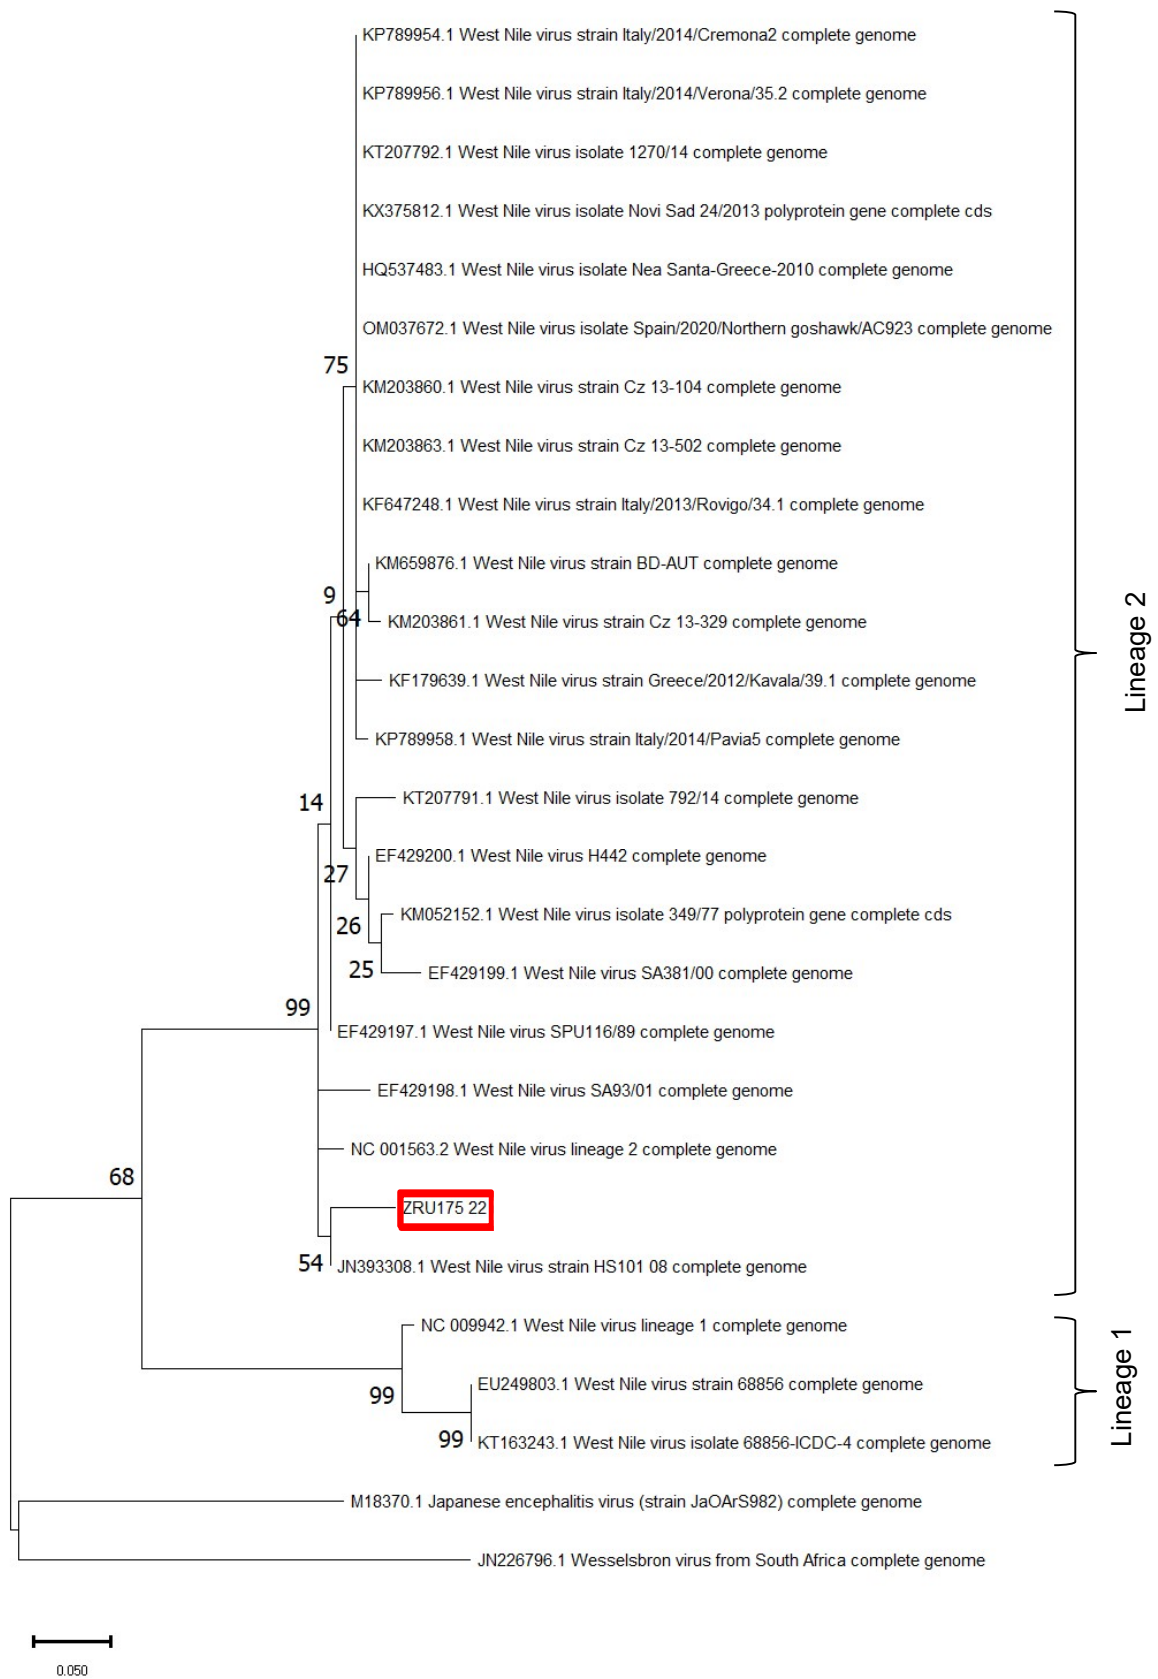 KP789954.1 West Nile virus strain Italy/2014/Cremona2 complete genome
KP789956.1 West Nile virus strain Italy/2014/Verona/35.2 complete genome
KT207792.1 West Nile virus isolate 1270/14 complete genome
KX375812.1 West Nile virus isolate Novi Sad 24/2013 polyprotein gene complete cds
HQ537483.1 West Nile virus isolate Nea Santa-Greece-2010 complete genome
OM037672.1 West Nile virus isolate Spain/2020/Northern goshawk/AC923 complete genome
75
KM203860.1 West Nile virus strain Cz 13-104 complete genome
KM203863.1 West Nile virus strain Cz 13-502 complete genome
KF647248.1 West Nile virus strain Italy/2013/Rovigo/34.1 complete genome
KM659876.1 West Nile virus strain BD-AUT complete genome
9
64
KM203861.1 West Nile virus strain Cz 13-329 complete genome
Lineage 2
KF179639.1 West Nile virus strain Greece/2012/Kavala/39.1 complete genome
KP789958.1 West Nile virus strain Italy/2014/Pavia5 complete genome
14
KT207791.1 West Nile virus isolate 792/14 complete genome
EF429200.1 West Nile virus H442 complete genome
27
KM052152.1 West Nile virus isolate 349/77 polyprotein gene complete cds
26
25
EF429199.1 West Nile virus SA381/00 complete genome
99
EF429197.1 West Nile virus SPU116/89 complete genome
EF429198.1 West Nile virus SA93/01 complete genome
NC 001563.2 West Nile virus lineage 2 complete genome
68
ZRU175 22
54
JN393308.1 West Nile virus strain HS101 08 complete genome
NC 009942.1 West Nile virus lineage 1 complete genome
Lineage 1
EU249803.1 West Nile virus strain 68856 complete genome
99
99
KT163243.1 West Nile virus isolate 68856-ICDC-4 complete genome
M18370.1 Japanese encephalitis virus (strain JaOArS982) complete genome
JN226796.1 Wesselsbron virus from South Africa complete genome
0.050